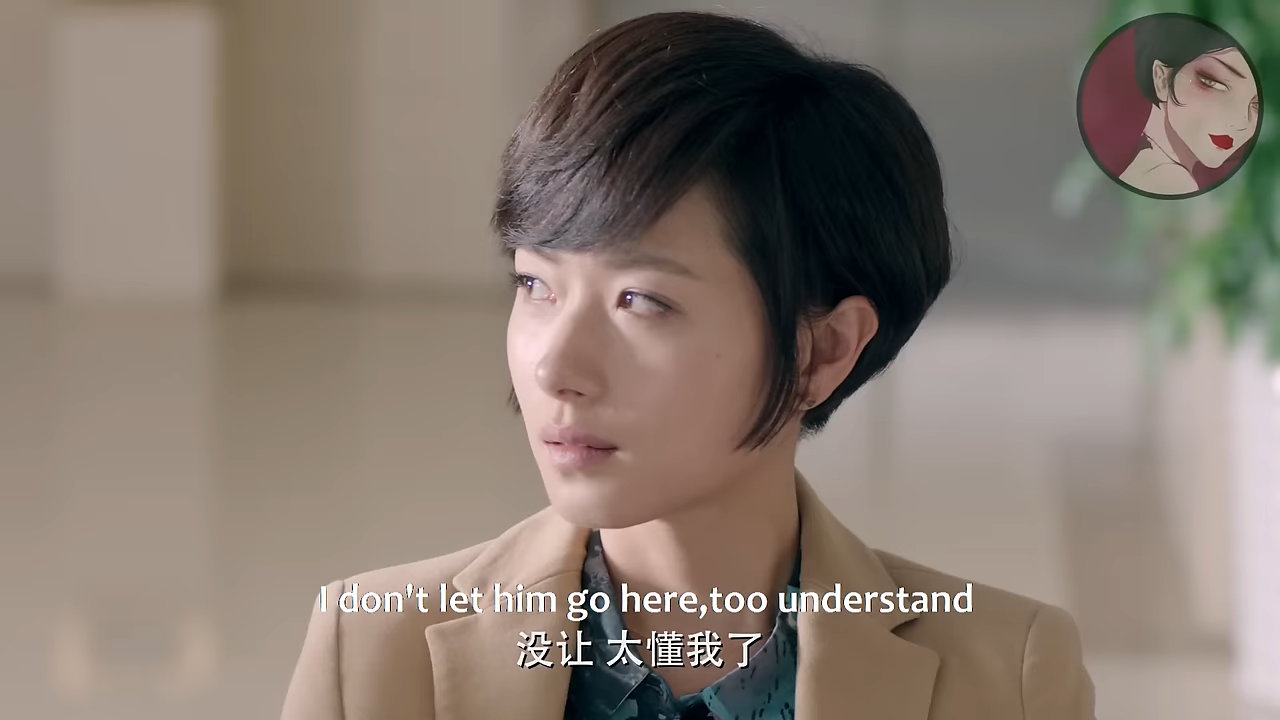 I don't let him go here,too understand
没让 太懂我了